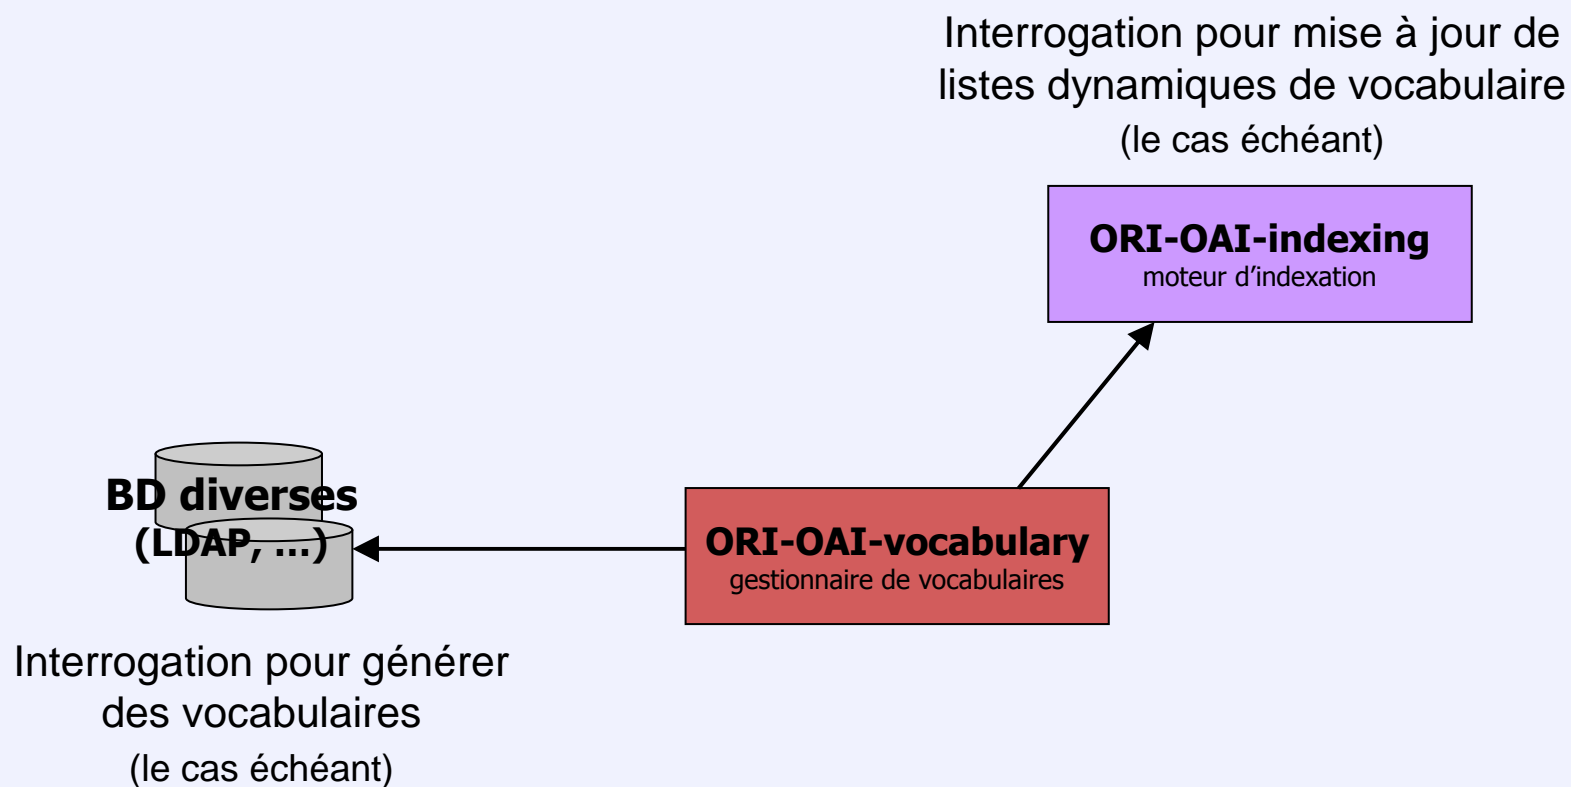 Interrogation pour mise à jour de
listes dynamiques de vocabulaire
(le cas échéant)
ORI-OAI-indexing
moteur d’indexation
BD diverses
(LDAP, ...)
ORI-OAI-vocabulary
gestionnaire de vocabulaires
Interrogation pour générer
des vocabulaires
(le cas échéant)